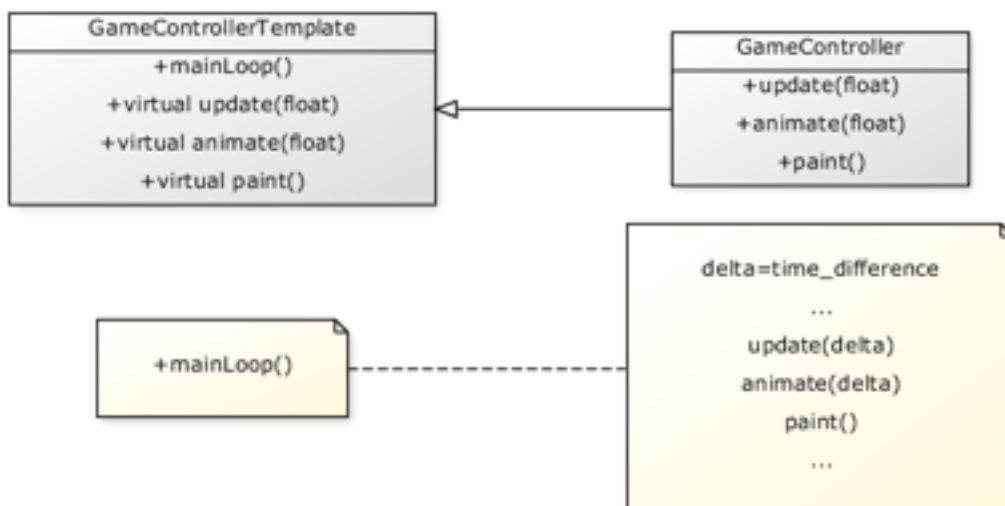 GameControllerTemplate
+mainLoop()
+virtual update(float)
+virtual animate(float)
+virtual paint()
GameController
+update(float)
+animate(float)
+paint()
+mainLoop()
delta=time_difference
...
update(delta)
animate(delta)
paint()
...